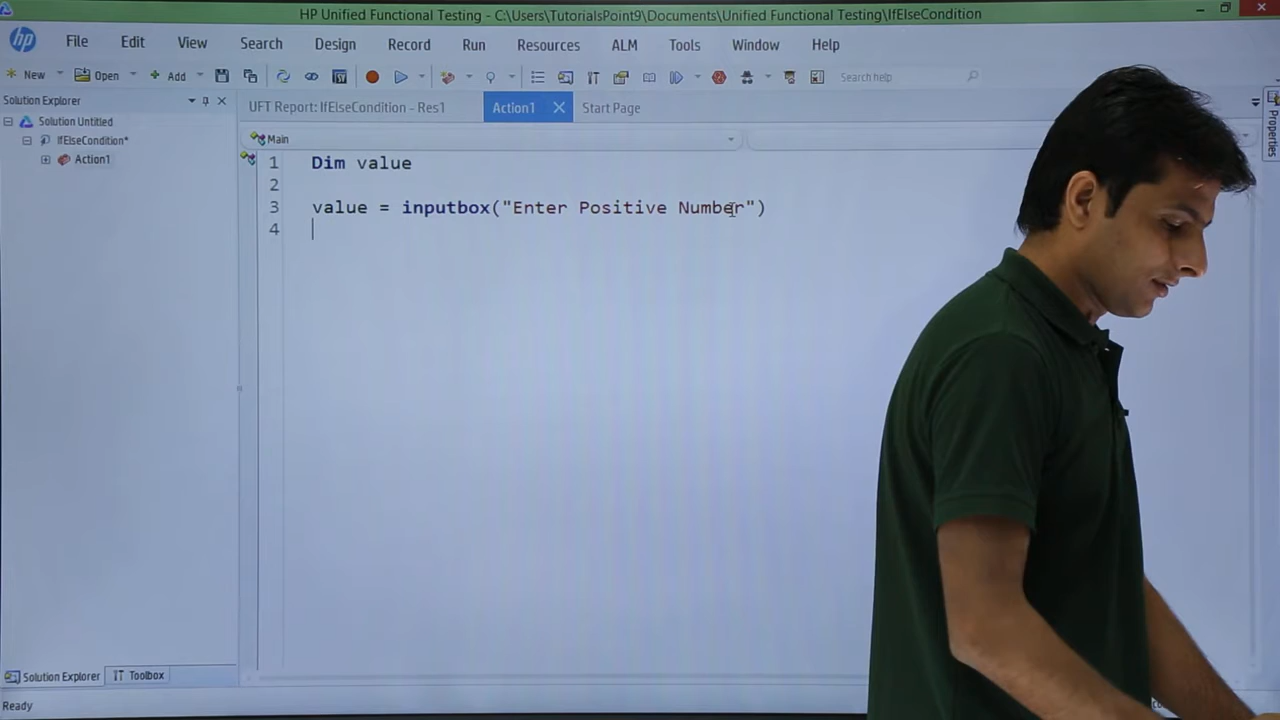 HP Unified Functional Testing - C:\Users\TutorialsPoint9\Documents\Unified Functional Testing\IfElseCondition
hp File Edit View Search Design Record Run Resources ALM Tools Window Help
New Open Add Search help
Solution Explorer
UFT Report: IfElseCondition - Res1 Action1 Start Page
Properties
Solution Untitled
IfElseCondition*
Action1
Main
1 Dim value
2
3 value = inputbox("Enter Positive Number")
4
Solution Explorer Toolbox
Ready